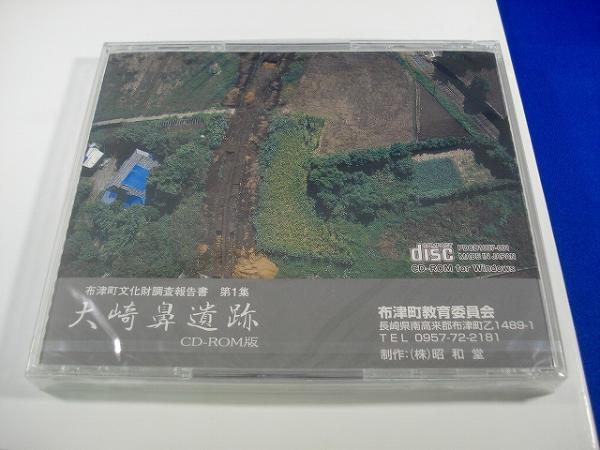 COMPACT
disc
MADE IN JAPAN
CD-ROM for Windows
布津町文化財調査報告書 第1集
大崎鼻遺跡
CD-ROM版
布津町教育委員会
長崎県南高来郡布津町乙1489-1
TEL 0957-72-2181
制作:(株)昭和堂